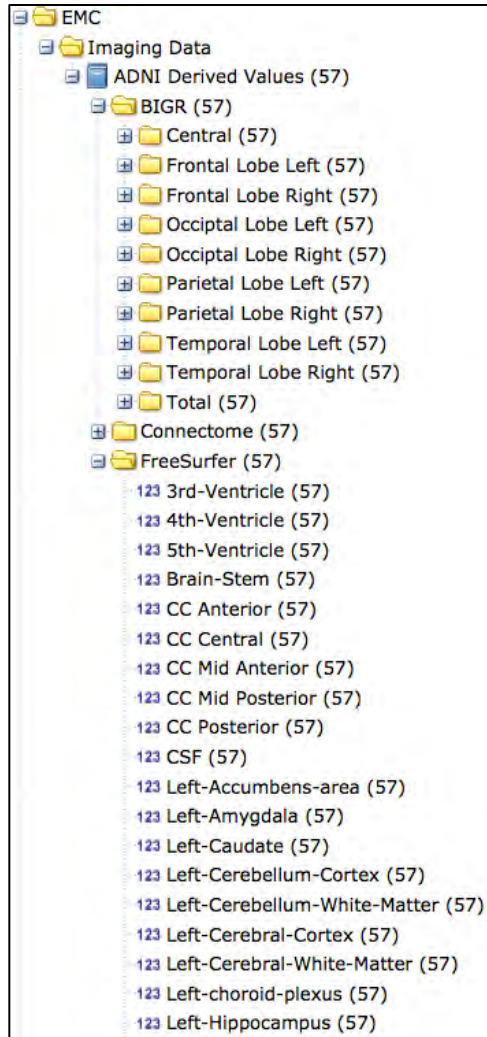 EMC
Imaging Data
ADNI Derived Values (57)
BIGR (57)
Central (57)
Frontal Lobe Left (57)
Frontal Lobe Right (57)
Occiptal Lobe Left (57)
Occiptal Lobe Right (57)
Parietal Lobe Left (57)
Parietal Lobe Right (57)
Temporal Lobe Left (57)
Temporal Lobe Right (57)
Total (57)
Connectome (57)
FreeSurfer (57)
123 3rd-Ventricle (57)
123 4th-Ventricle (57)
123 5th-Ventricle (57)
123 Brain-Stem (57)
123 CC Anterior (57)
123 CC Central (57)
123 CC Mid Anterior (57)
123 CC Mid Posterior (57)
123 CC Posterior (57)
123 CSF (57)
123 Left-Accumbens-area (57)
123 Left-Amygdala (57)
123 Left-Caudate (57)
123 Left-Cerebellum-Cortex (57)
123 Left-Cerebellum-White-Matter (57)
123 Left-Cerebral-Cortex (57)
123 Left-Cerebral-White-Matter (57)
123 Left-choroid-plexus (57)
123 Left-Hippocampus (57)